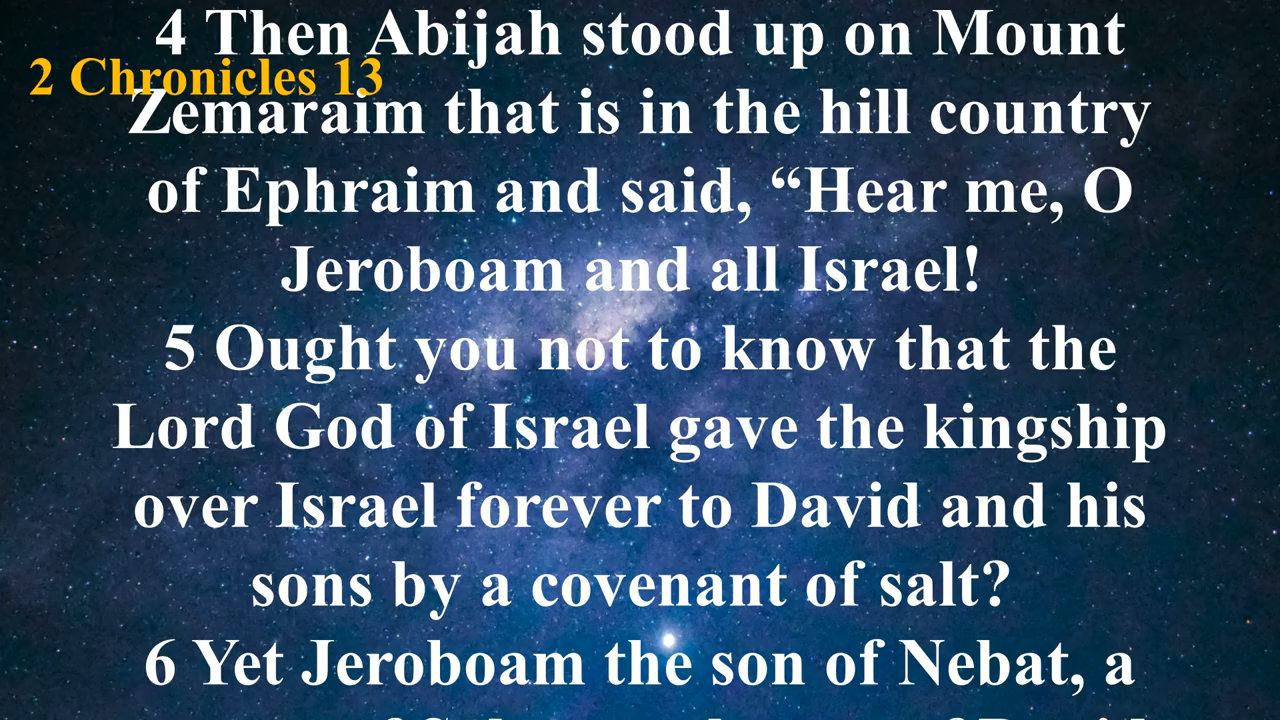 4 Then Abijah stood up on Mount
2 Chronicles 13
Zemaraim that is in the hill country
of Ephraim and said, “Hear me, O
Jeroboam and all Israel!
5 Ought you not to know that the
Lord God of Israel gave the kingship
over Israel forever to David and his
sons by a covenant of salt?
6 Yet Jeroboam the son of Nebat, a